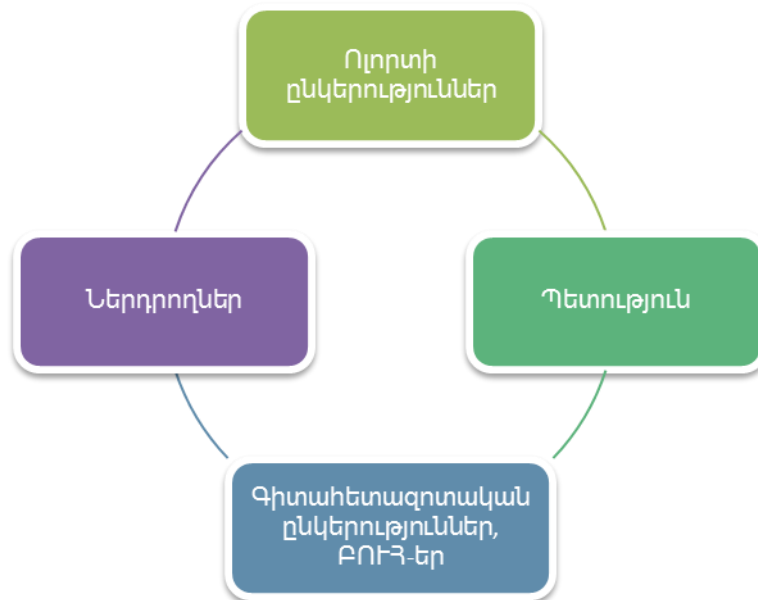 Ոլորտի
ընկերություններ
Ներդրողներ
Պետություն
Գիտահետազոտական
ընկերություններ,
ԲՈՒՀ-եր